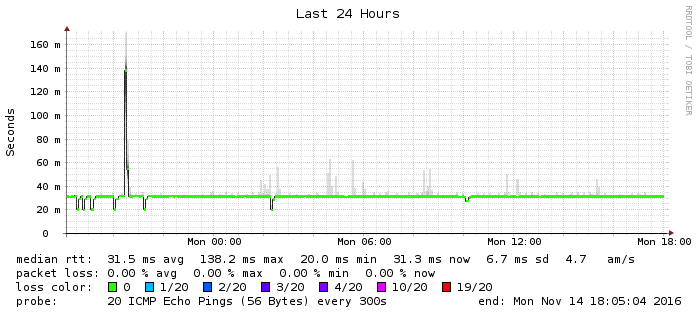 Last 24 Hours
RRDTOOL / TOBI OETIKER
Seconds
160 m
140 m
120 m
100 m
80 m
60 m
40 m
20 m
0
Mon 00:00 Mon 06:00 Mon 12:00 Mon 18:00
median rtt: 31.5 ms avg 138.2 ms max 20.0 ms min 31.3 ms now 6.7 ms sd 4.7 am/s
packet loss: 0.00 % avg 0.00 % max 0.00 % min 0.00 % now
loss color: 0 1/20 2/20 3/20 4/20 10/20 19/20
probe: 20 ICMP Echo Pings (56 Bytes) every 300s end: Mon Nov 14 18:05:04 2016